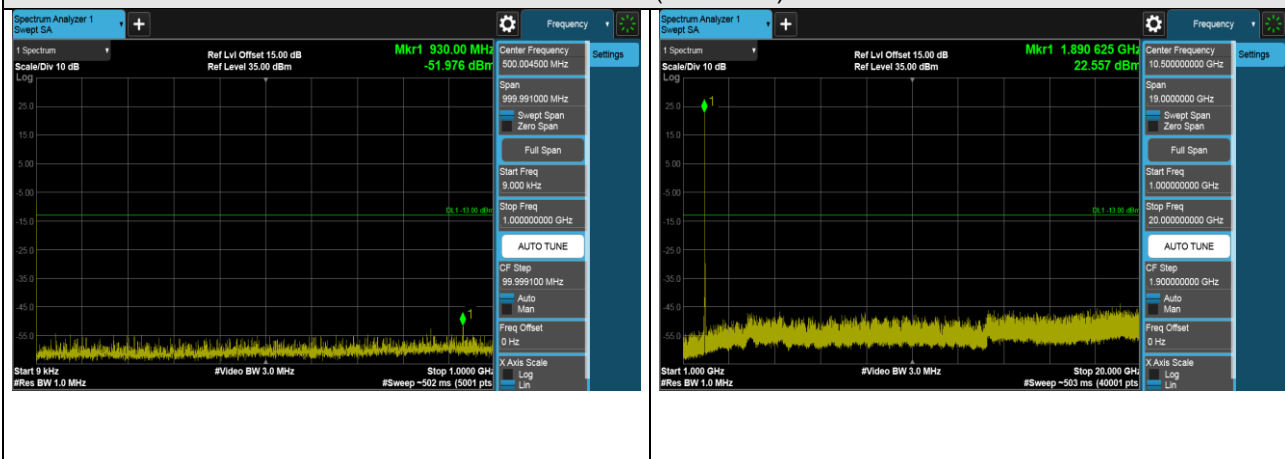 Spectrum Analyzer 1
Swept SA
+
Frequency
1 Spectrum
Scale/Div 10 dB
Log
Ref Lvl Offset 15.00 dB
Ref Level 35.00 dBm
Mkr1 930.00 MHz
-51.976 dBm
25.0
15.0
5.00
-5.00
-15.0
-25.0
-35.0
-45.0
-55.0
DL1 -13.00 dBm
1
Start 9 kHz
#Res BW 1.0 MHz
#Video BW 3.0 MHz
Stop 1.0000 GHz
#Sweep ~502 ms (5001 pts
Center Frequency
500.004500 MHz
Settings
Span
999.991000 MHz
Swept Span
Zero Span
Full Span
Start Freq
9.000 kHz
Stop Freq
1.000000000 GHz
AUTO TUNE
CF Step
99.999100 MHz
Auto
Man
Freq Offset
0 Hz
X Axis Scale
Log
Lin
Spectrum Analyzer 1
Swept SA
+
Frequency
1 Spectrum
Scale/Div 10 dB
Log
Ref Lvl Offset 15.00 dB
Ref Level 35.00 dBm
Mkr1 1.890 625 GHz
22.557 dBm
25.0
15.0
5.00
-5.00
-15.0
-25.0
-35.0
-45.0
-55.0
1
DL1 -13.00 dBm
Start 1.000 GHz
#Res BW 1.0 MHz
#Video BW 3.0 MHz
Stop 20.000 GHz
#Sweep ~503 ms (40001 pts
Center Frequency
10.500000000 GHz
Settings
Span
19.0000000 GHz
Swept Span
Zero Span
Full Span
Start Freq
1.000000000 GHz
Stop Freq
20.000000000 GHz
AUTO TUNE
CF Step
1.900000000 GHz
Auto
Man
Freq Offset
0 Hz
X Axis Scale
Log
Lin